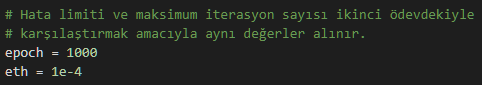 # Hata limiti ve maksimum iterasyon sayısı ikinci ödevdekiyle
# karşılaştırmak amacıyla aynı değerler alınır.
epoch = 1000
eth = 1e-4